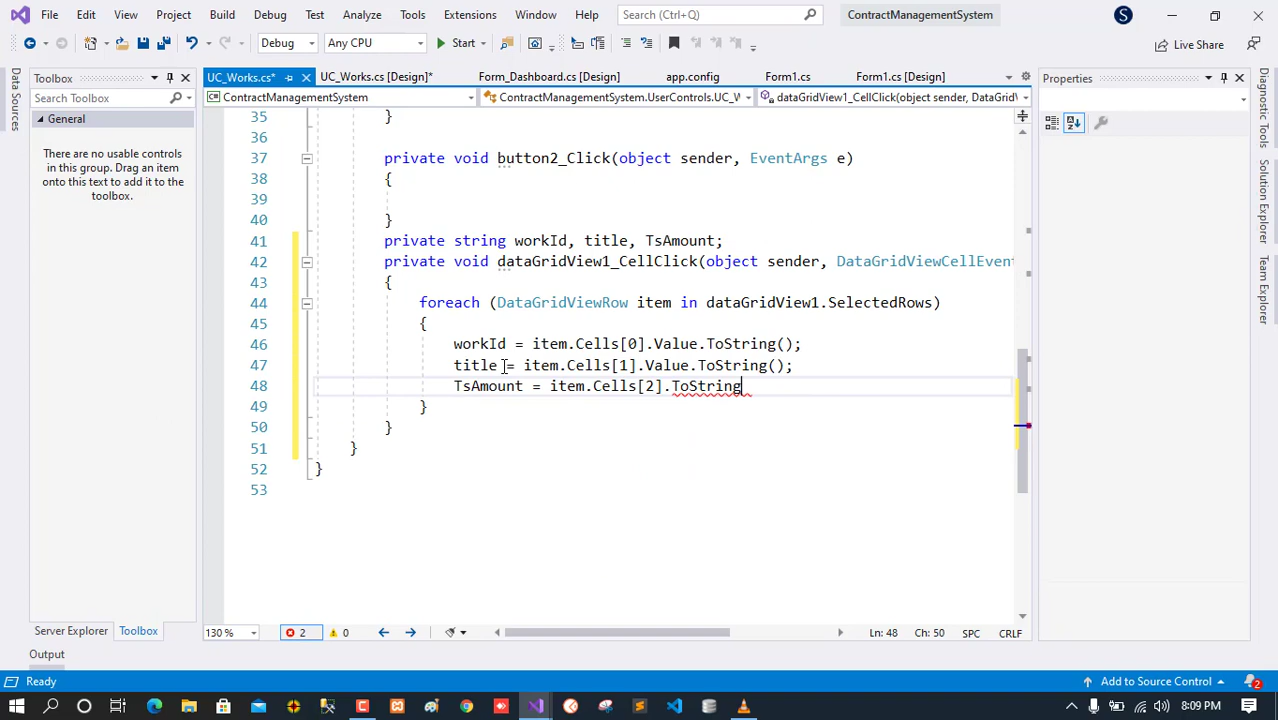 File Edit View Project Build Debug Test Analyze Tools Extensions Window Help Search (Ctrl+Q) ContractManagementSystem S
Debug Any CPU Start Live Share
Toolbox
Search Toolbox
General
There are no usable controls
in this group. Drag an item
onto this text to add it to the
toolbox.
Data Sources
UC_Works.cs* UC_Works.cs [Design]* Form_Dashboard.cs [Design] app.config Form1.cs Form1.cs [Design]
ContractManagementSystem ContractManagementSystem.UserControls.UC_W dataGridView1_CellClick(object sender, DataGrid
35 }
36
37 private void button2_Click(object sender, EventArgs e)
38 {
39
40 }
41 private string workId, title, TsAmount;
42 private void dataGridView1_CellClick(object sender, DataGridViewCellEven
43 {
44 foreach (DataGridViewRow item in dataGridView1.SelectedRows)
45 {
46 workId = item.Cells[0].Value.ToString();
47 title = item.Cells[1].Value.ToString();
48 TsAmount = item.Cells[2].ToString
49 }
50 }
51 }
52 }
53
Properties
Diagnostic Tools
Solution Explorer
Team Explorer
Server Explorer Toolbox
130 % 2 0 Ln: 48 Ch: 50 SPC CRLF
Output
Ready Add to Source Control 2
8:09 PM